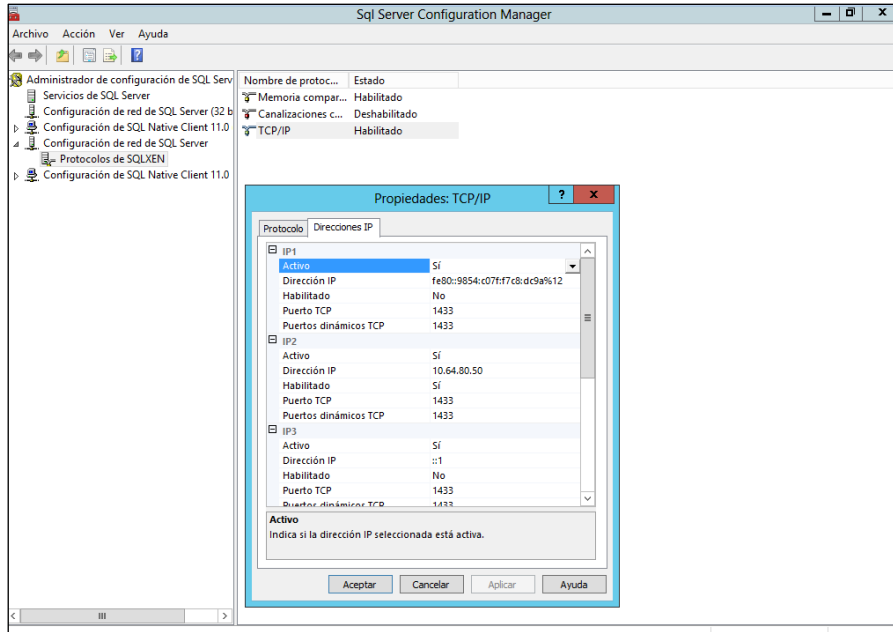 Sql Server Configuration Manager
Archivo Acción Ver Ayuda
Administrador de configuración de SQL Serv
Servicios de SQL Server
Configuración de red de SQL Server (32 b
Configuración de SQL Native Client 11.0
Configuración de red de SQL Server
Protocolos de SQLXEN
Configuración de SQL Native Client 11.0
Nombre de protoc... Estado
Memoria compar... Habilitado
Canalizaciones c... Deshabilitado
TCP/IP Habilitado
Propiedades: TCP/IP
Protocolo Direcciones IP
IP1
Activo Sí
Dirección IP fe80::9854:c07f:f7c8:dc9a%12
Habilitado No
Puerto TCP 1433
Puertos dinámicos TCP 1433
IP2
Activo Sí
Dirección IP 10.64.80.50
Habilitado Sí
Puerto TCP 1433
Puertos dinámicos TCP 1433
IP3
Activo Sí
Dirección IP ::1
Habilitado No
Puerto TCP 1433
Puertos dinámicos TCP 1433
Activo
Indica si la dirección IP seleccionada está activa.
Aceptar Cancelar Aplicar Ayuda